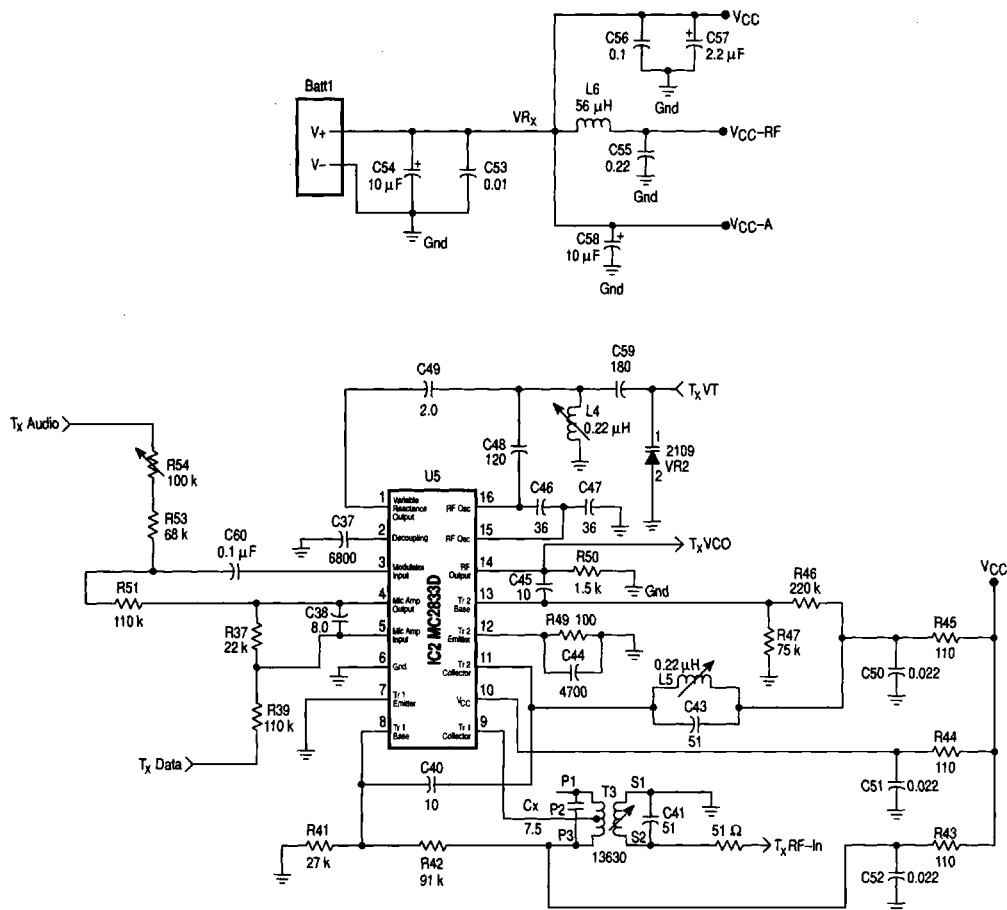 VCC
C56
0.1
+
C57
2.2 µF
Gnd
Batt1
V+
V-
VRx
L6
56 µH
VCC-RF
C54
10 µF
+
C53
0.01
C55
0.22
Gnd
Gnd
VCC-A
C58
10 µF
+
Gnd
C59
180
C49
2.0
Tx VT
Tx Audio
L4
0.22 µH
R54
100 k
C48
120
1
2109
VR2
2
U5
C46
36
C47
36
1
Variable
Reactance
Output
RF Osc
16
R53
68 k
C37
6800
2
Decoupling
RF Osc
15
Tx VCO
C60
0.1 µF
3
Modulator
Input
RF
Output
14
C45
10
R50
1.5 k
Gnd
VCC
R51
110 k
4
Mic Amp
Output
Tr 2
Base
13
R46
220 k
C38
8.0
R37
22 k
5
Mic Amp
Input
Tr 2
Emitter
12
R49 100
C44
4700
R47
75 k
R45
110
C50
0.022
6
Gnd
Tr 2
Collector
11
0.22 µH
L5
C43
51
7
Tr 1
Emitter
VCC
10
R39
110 k
8
Tr 1
Base
Tr 1
Collector
9
IC2 MC2833D
R44
110
Tx Data
C40
10
C51
0.022
P1
T3
S1
Cx
7.5
P2
C41
51
P3
S2
13630
51 Ω
Tx RF-In
R43
110
R41
27 k
R42
91 k
C52
0.022